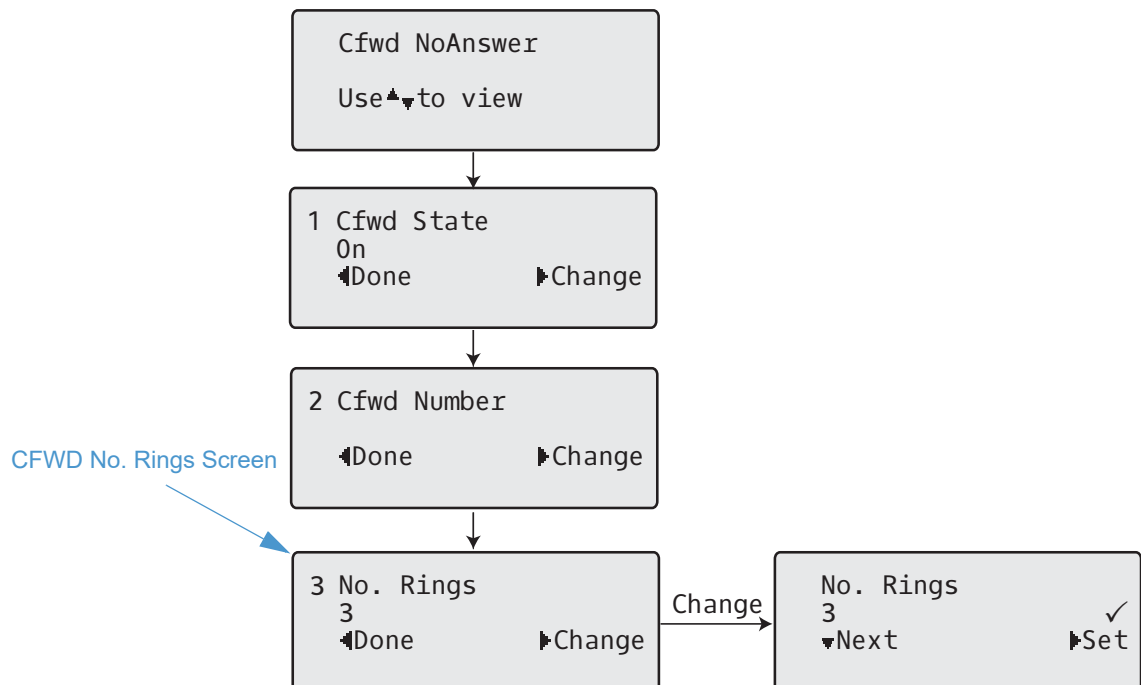 Cfwd NoAnswer
Use▲▼to view
1 Cfwd State
On
◀Done ▶Change
2 Cfwd Number
◀Done ▶Change
CFWD No. Rings Screen
3 No. Rings
3
◀Done ▶Change
Change
No. Rings
3 ✓
▼Next ▶Set